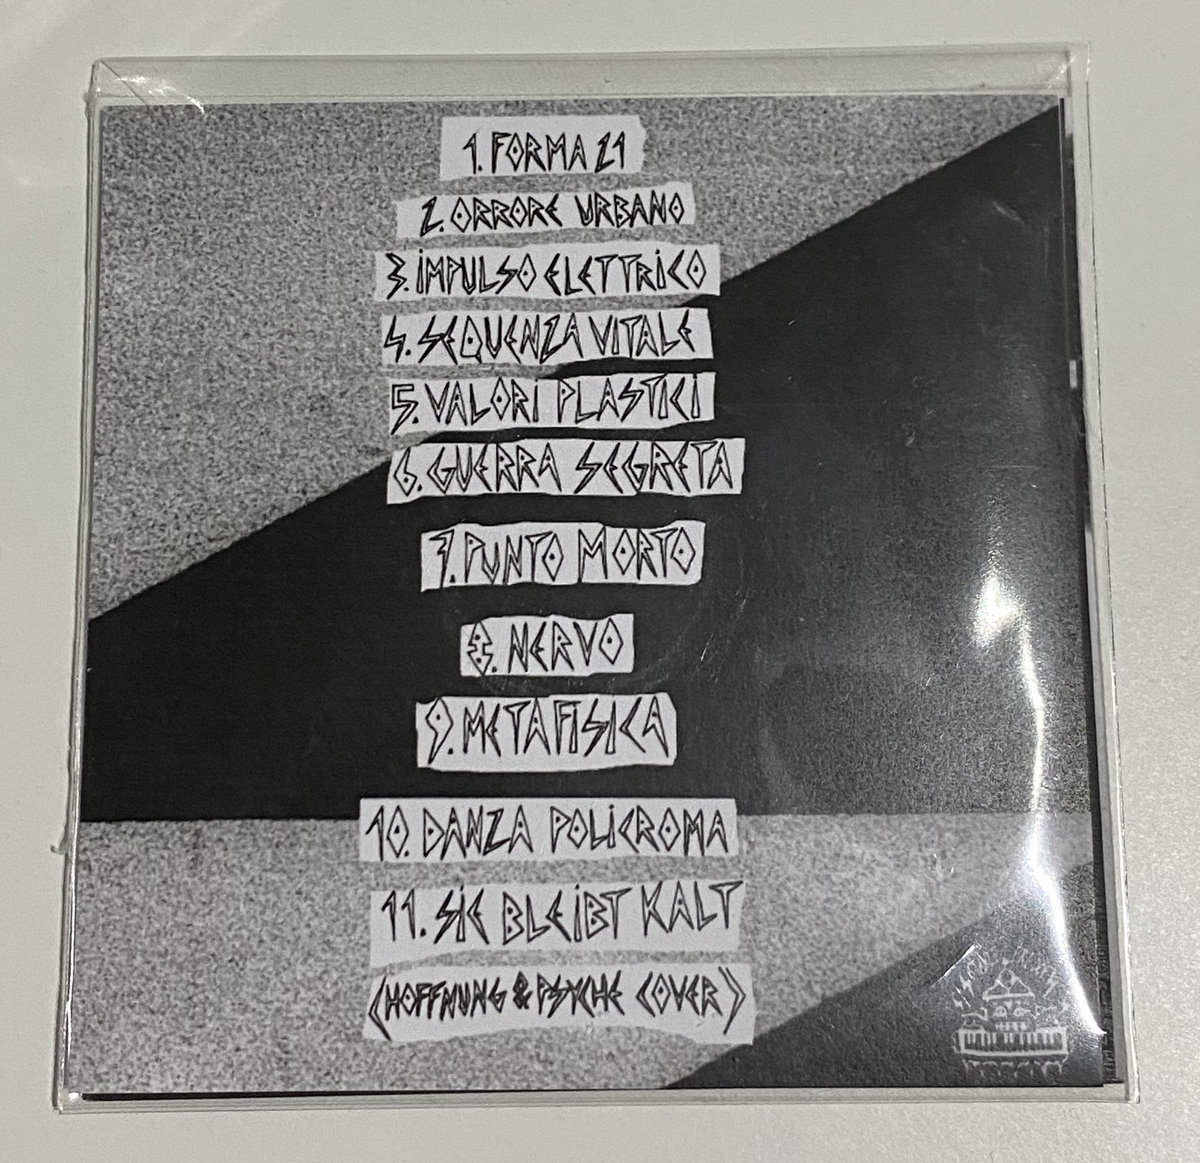 1. FORMA 21
2. ORRORE URBANO
3. IMPULSO ELETTRICO
4. SEQUENZA VITALE
5. VALORI PLASTICI
6. GUERRA SEGRETA
7. PUNTO MORTO
8. NERVO
9. METAFISICA
10. DANZA POLICROMA
11. SIE BLEIBT KALT
(HOFFNUNG & PSYCHE COVER)